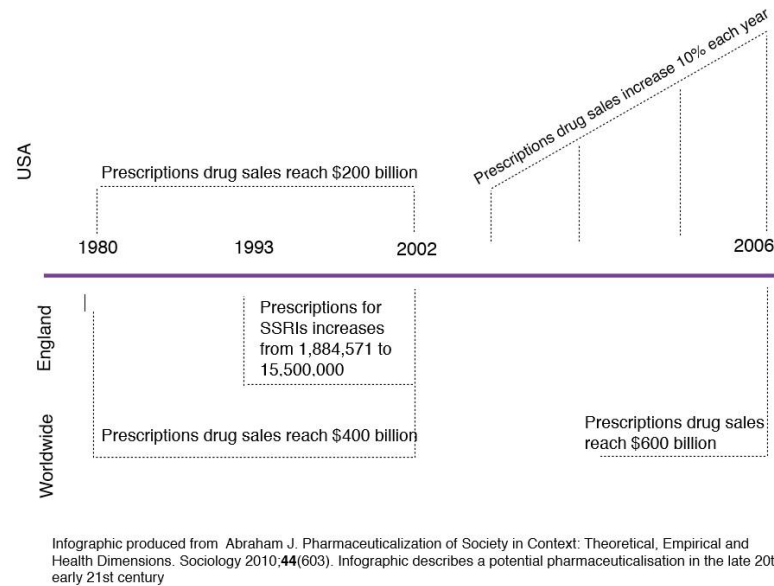 USA
Prescriptions drug sales reach $200 billion
Prescriptions drug sales increase 10% each year
1980
1993
2002
2006
England
Prescriptions for
SSRIs increases
from 1,884,571 to
15,500,000
Worldwide
Prescriptions drug sales reach $400 billion
Prescriptions drug sales
reach $600 billion
Infographic produced from Abraham J. Pharmaceuticalization of Society in Context: Theoretical, Empirical and
Health Dimensions. Sociology 2010;44(603). Infographic describes a potential pharmaceuticalisation in the late 20t
early 21st century